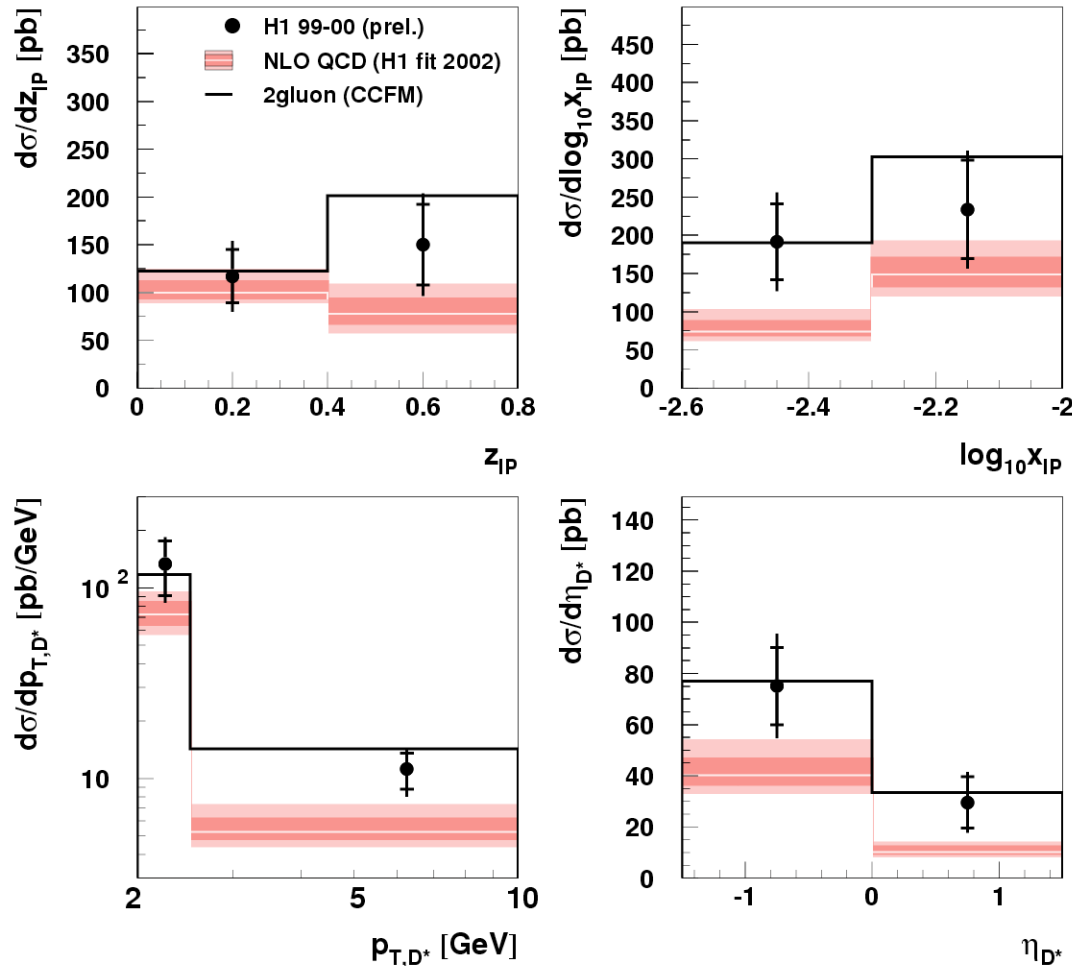 dσ/dz_IP [pb]
350
300
250
200
150
100
50
0
H1 99-00 (prel.)
NLO QCD (H1 fit 2002)
2gluon (CCFM)
0 0.2 0.4 0.6 0.8
z_IP
dσ/dlog₁₀x_IP [pb]
450
400
350
300
250
200
150
100
50
0
-2.6 -2.4 -2.2 -2
log₁₀x_IP
dσ/dp_T,D* [pb/GeV]
10²
10
2 5 10
p_T,D* [GeV]
dσ/dη_D* [pb]
140
120
100
80
60
40
20
0
-1 0 1
η_D*